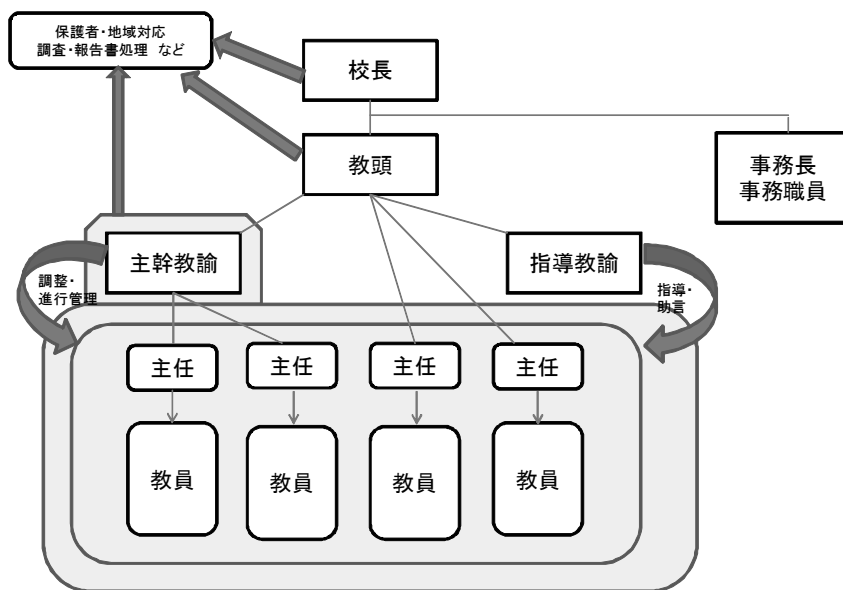 保護者・地域対応
調査・報告書処理 など
校長
教頭
事務長
事務職員
主幹教諭
指導教諭
調整・
進行管理
指導・
助言
主任
主任
主任
主任
教員
教員
教員
教員